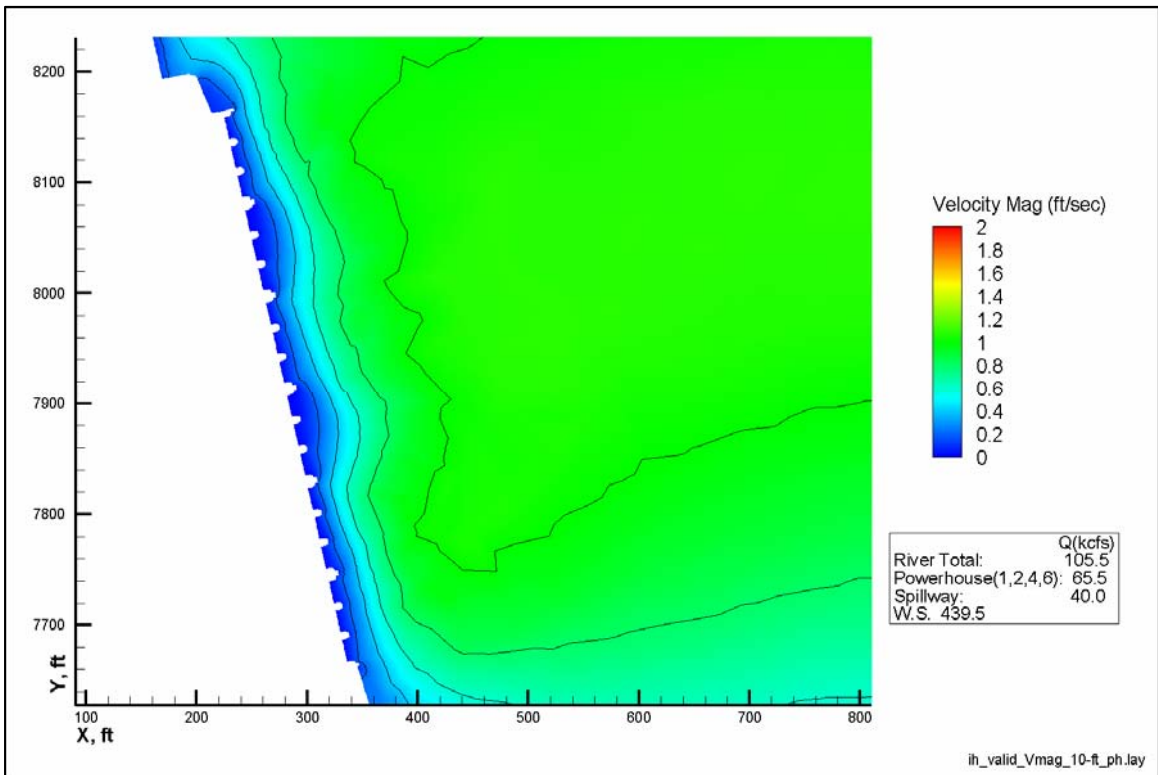 8200
8100
8000
7900
7800
7700
Y, ft
100 200 300 400 500 600 700 800
X, ft
Velocity Mag (ft/sec)
2
1.8
1.6
1.4
1.2
1
0.8
0.6
0.4
0.2
0
Q(kcfs)
River Total: 105.5
Powerhouse(1,2,4,6): 65.5
Spillway: 40.0
W.S. 439.5
ih_valid_Vmag_10-ft_ph.lay